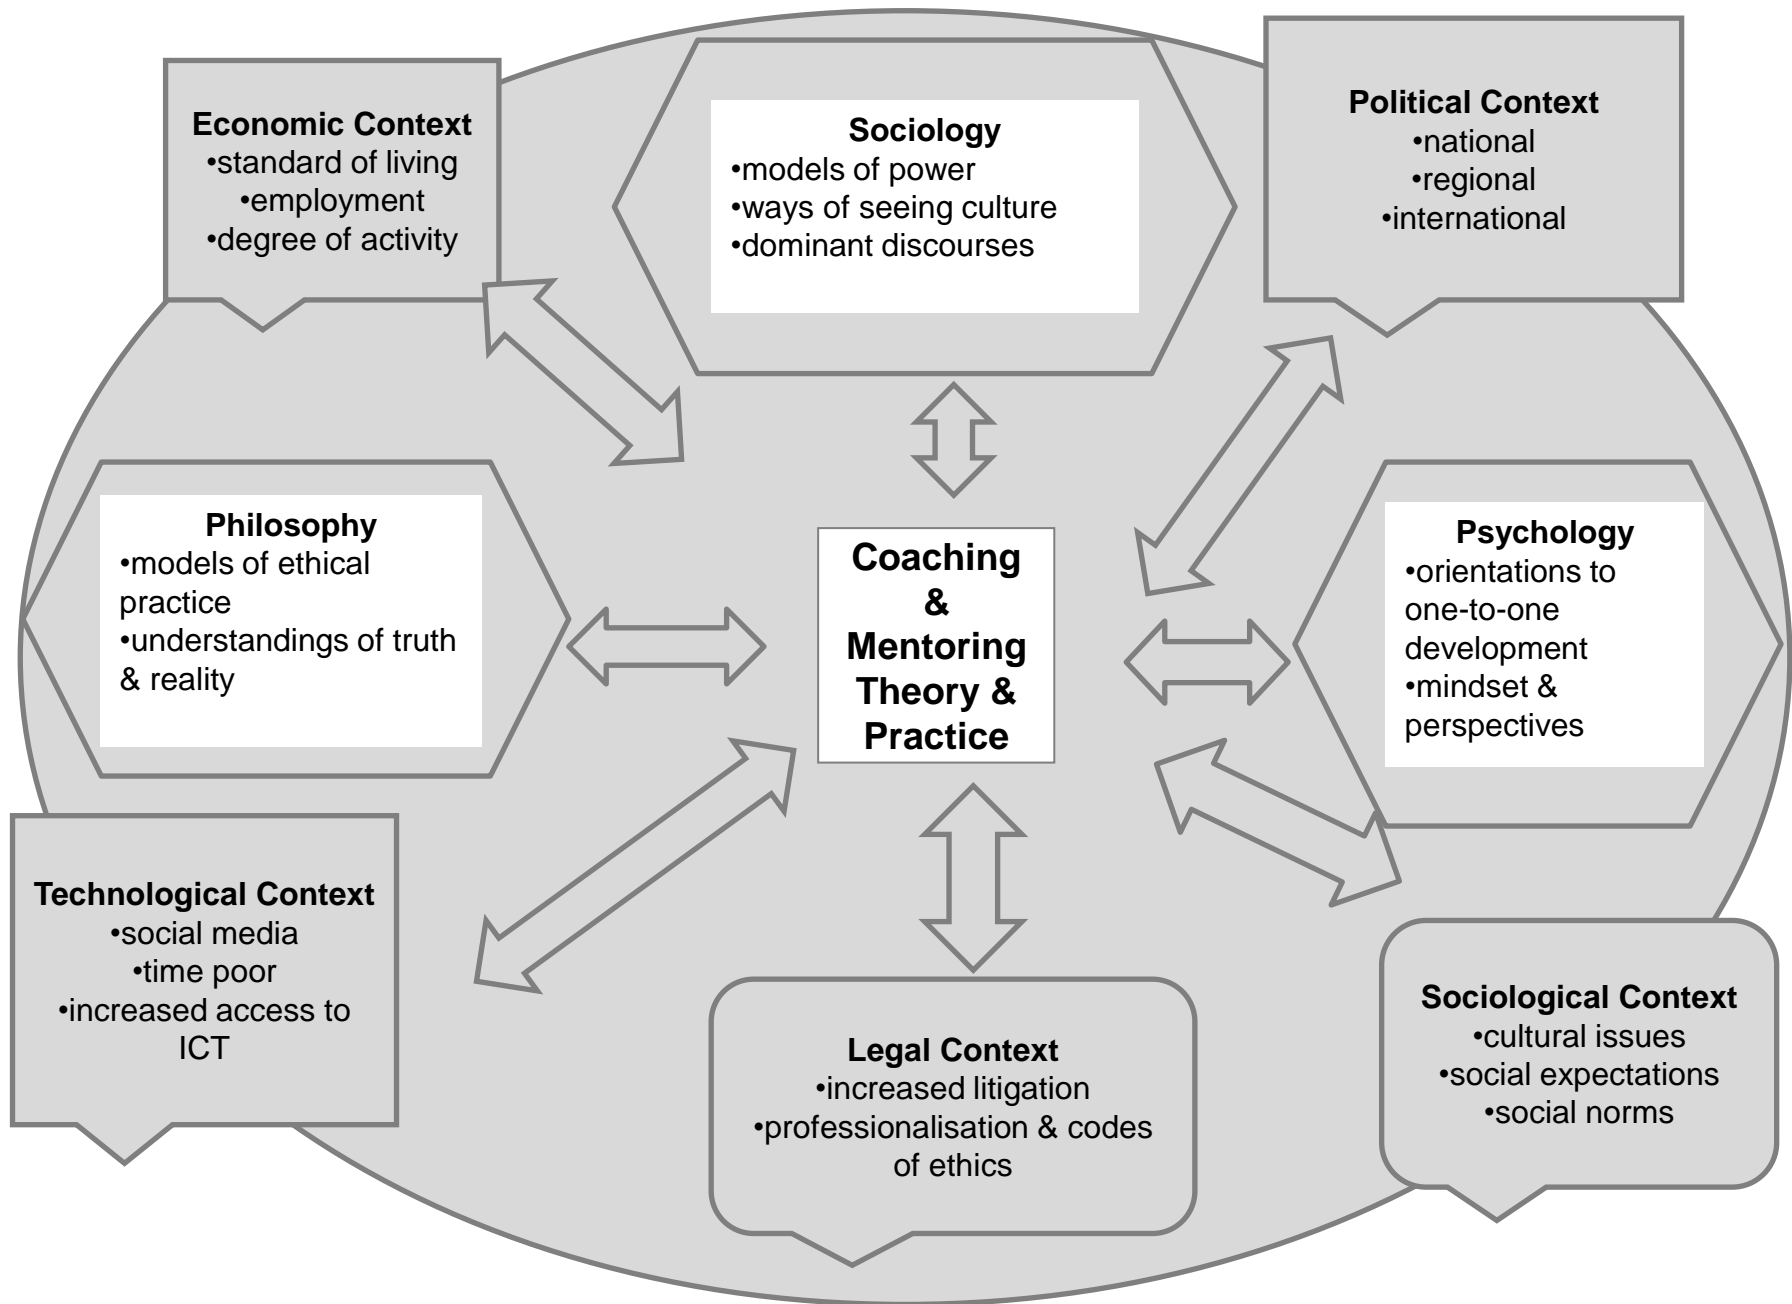 Economic Context
•standard of living
•employment
•degree of activity
Sociology
•models of power
•ways of seeing culture
•dominant discourses
Political Context
•national
•regional
•international
Philosophy
•models of ethical
practice
•understandings of truth
& reality
Coaching
&
Mentoring
Theory &
Practice
Psychology
•orientations to
one-to-one
development
•mindset &
perspectives
Technological Context
•social media
•time poor
•increased access to
ICT
Legal Context
•increased litigation
•professionalisation & codes
of ethics
Sociological Context
•cultural issues
•social expectations
•social norms